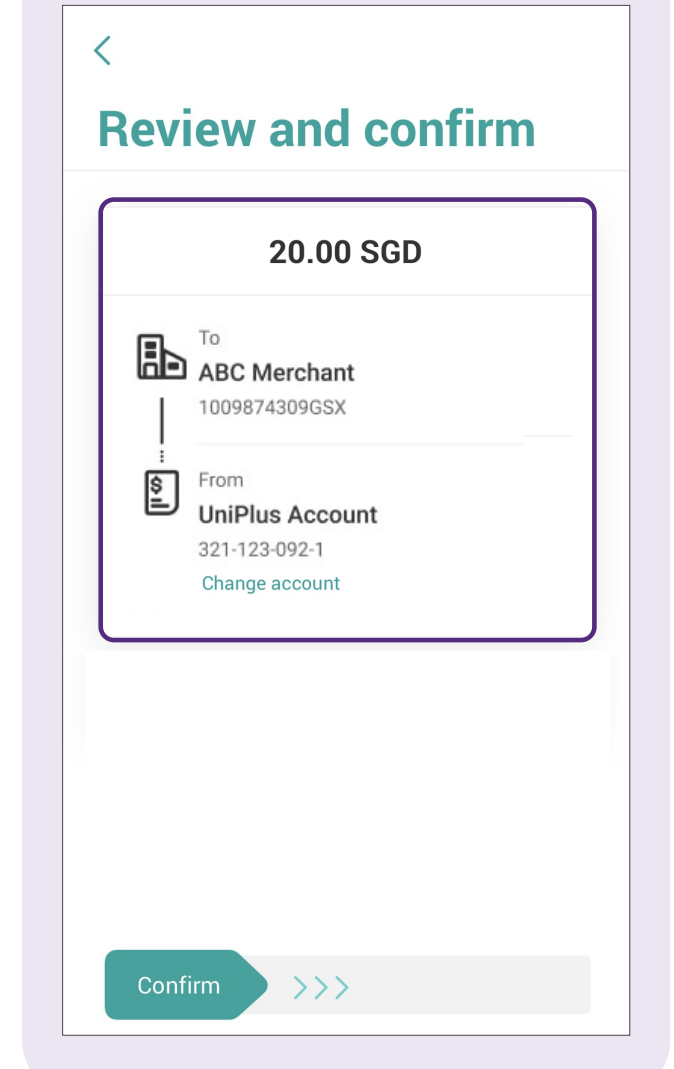 Review and confirm
20.00 SGD
To
ABC Merchant
1009874309GSX
From
UniPlus Account
321-123-092-1
Change account
Confirm